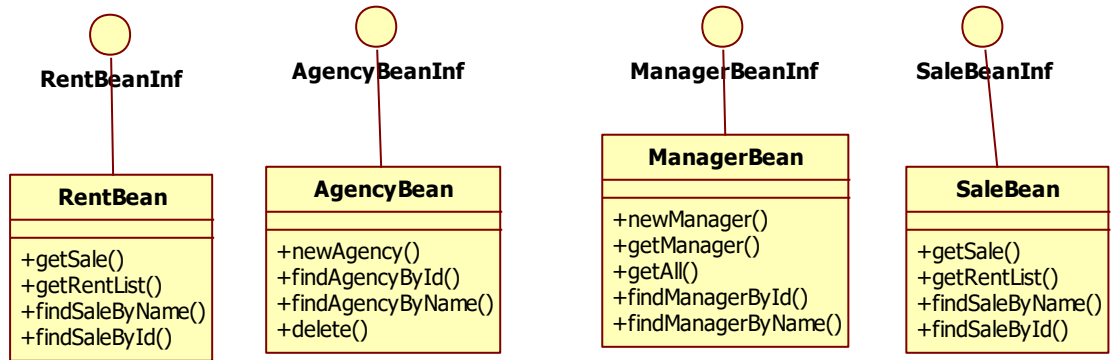 RentBeanInf
AgencyBeanInf
ManagerBeanInf
SaleBeanInf
RentBean
+getSale()
+getRentList()
+findSaleByName()
+findSaleById()
AgencyBean
+newAgency()
+findAgencyById()
+findAgencyByName()
+delete()
ManagerBean
+newManager()
+getManager()
+getAll()
+findManagerById()
+findManagerByName()
SaleBean
+getSale()
+getRentList()
+findSaleByName()
+findSaleById()